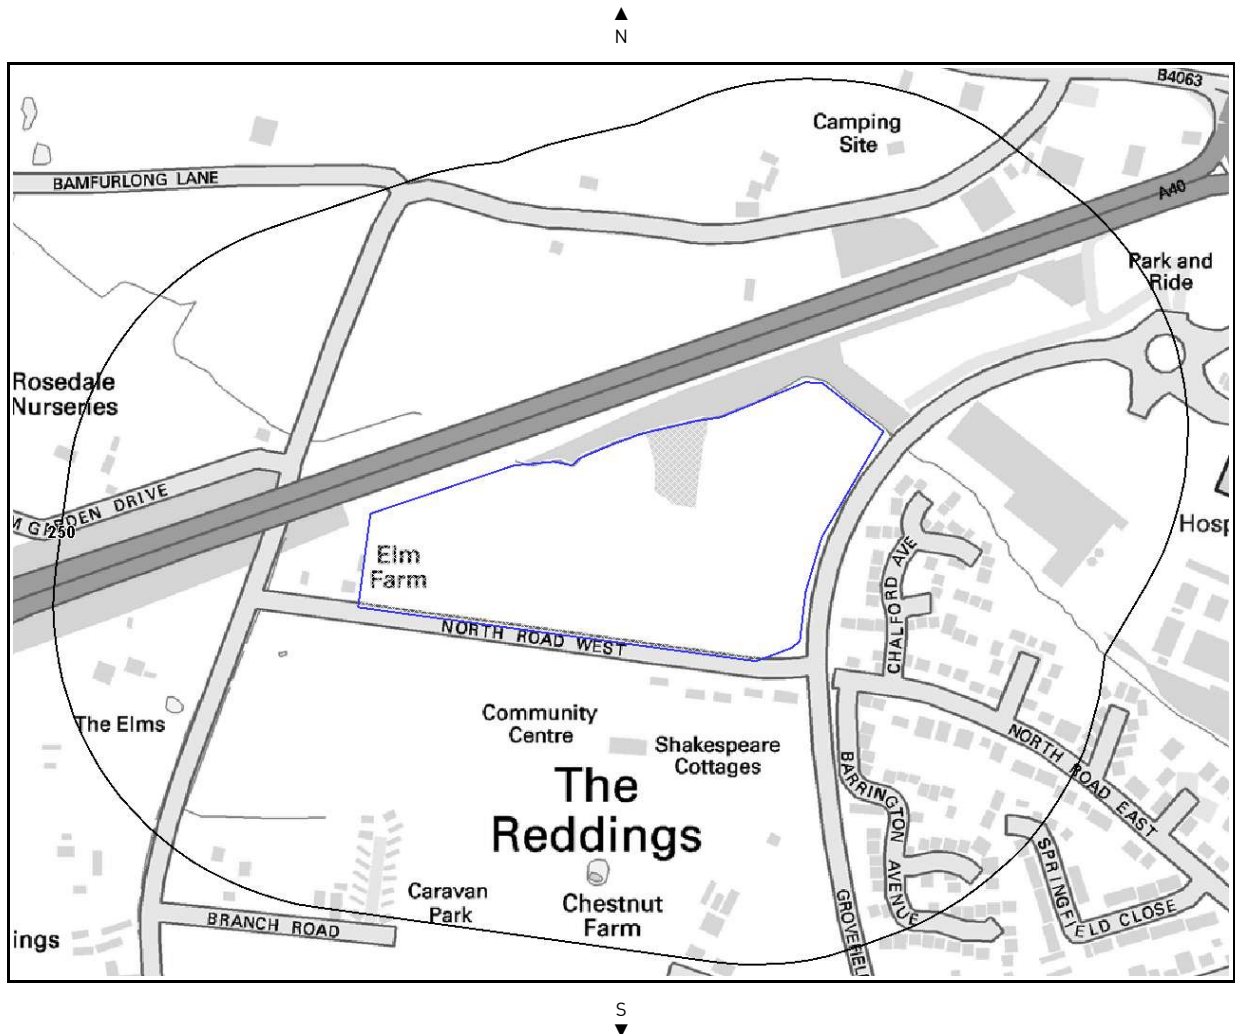 N
B4063
Camping
Site
BAMFURLONG LANE
A40
Park and
Ride
Rosedale
Nurseries
GARDEN DRIVE
250
Hosp
Elm
Farm
CHALFORD AVE
NORTH ROAD WEST
The Elms
Community
Centre
Shakespeare
Cottages
The
Reddings
BARRINGTON AVENUE
NORTH ROAD EAST
SPRINGFIELD CLOSE
Caravan
Park
Chestnut
Farm
GROVEFIEL
BRANCH ROAD
ings
S